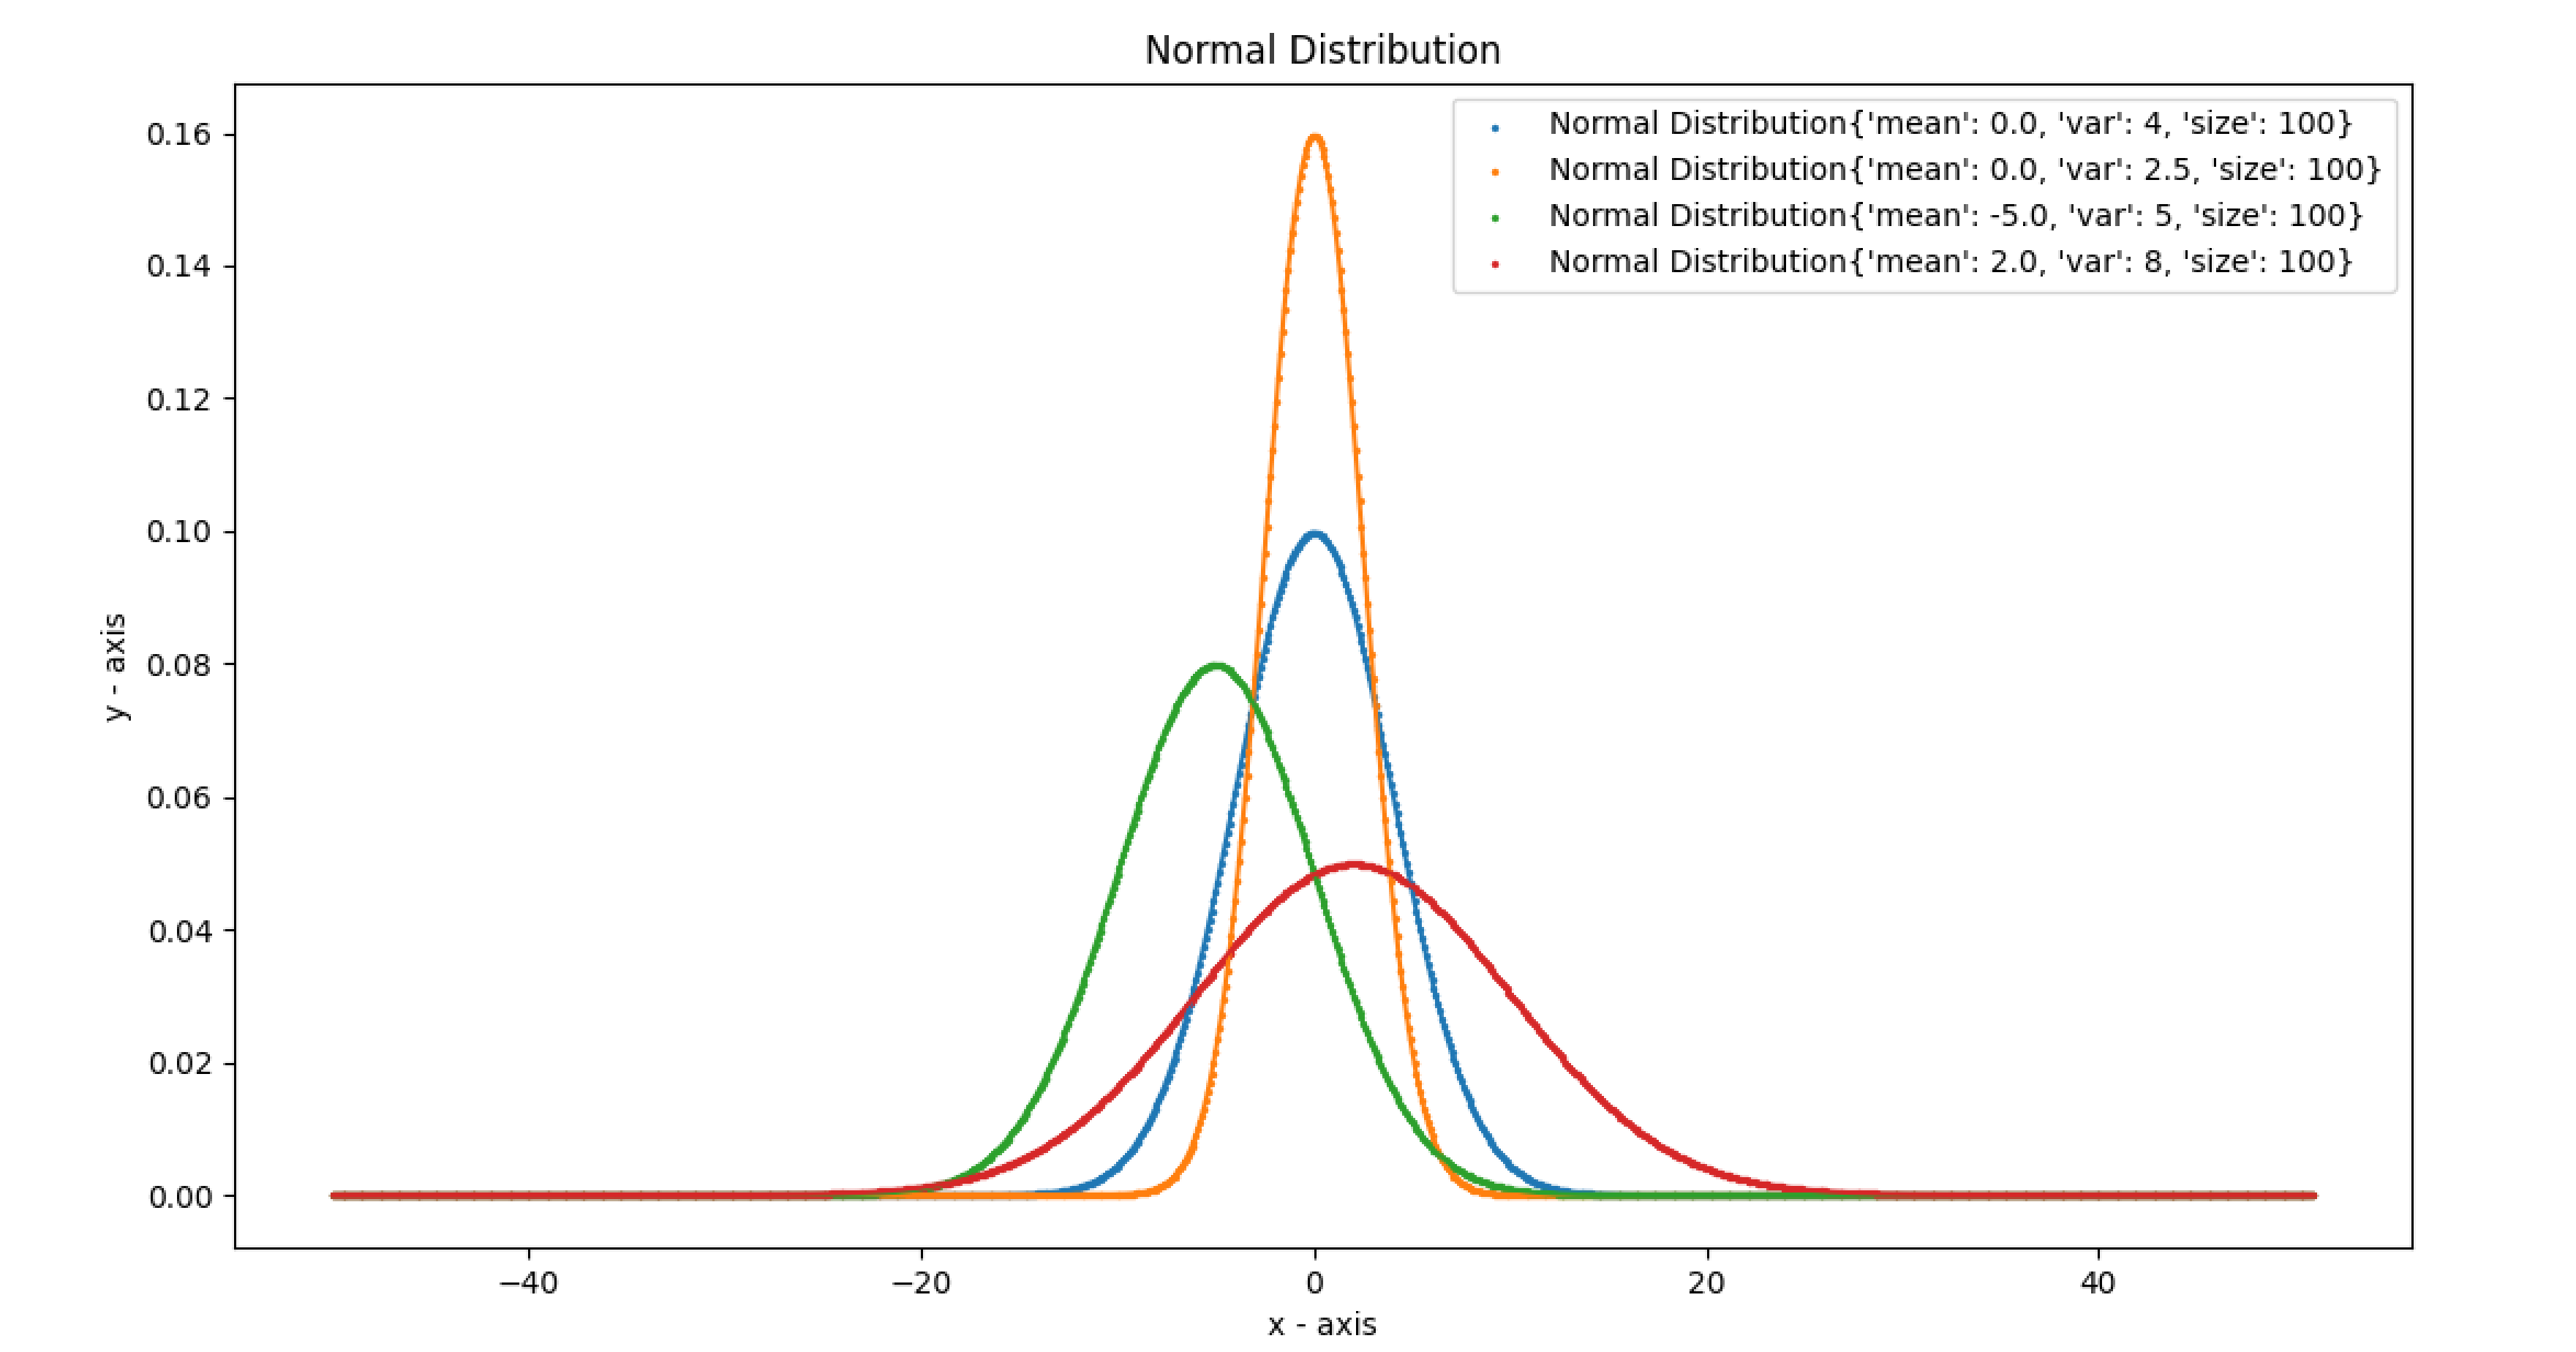 Normal Distribution
Normal Distribution{'mean': 0.0, 'var': 4, 'size': 100}
Normal Distribution{'mean': 0.0, 'var': 2.5, 'size': 100}
Normal Distribution{'mean': -5.0, 'var': 5, 'size': 100}
Normal Distribution{'mean': 2.0, 'var': 8, 'size': 100}
0.16
0.14
0.12
0.10
0.08
0.06
0.04
0.02
0.00
y - axis
−40 −20 0 20 40
x - axis